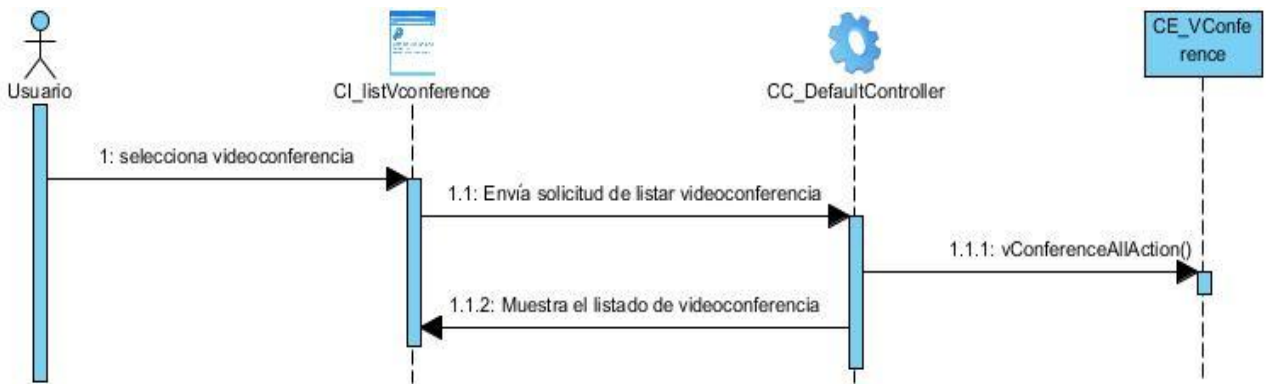 CE_VConfe
rence
Usuario
CI_listVconference
CC_DefaultController
1: selecciona videoconferencia
1.1: Envía solicitud de listar videoconferencia
1.1.1: vConferenceAllAction()
1.1.2: Muestra el listado de videoconferencia